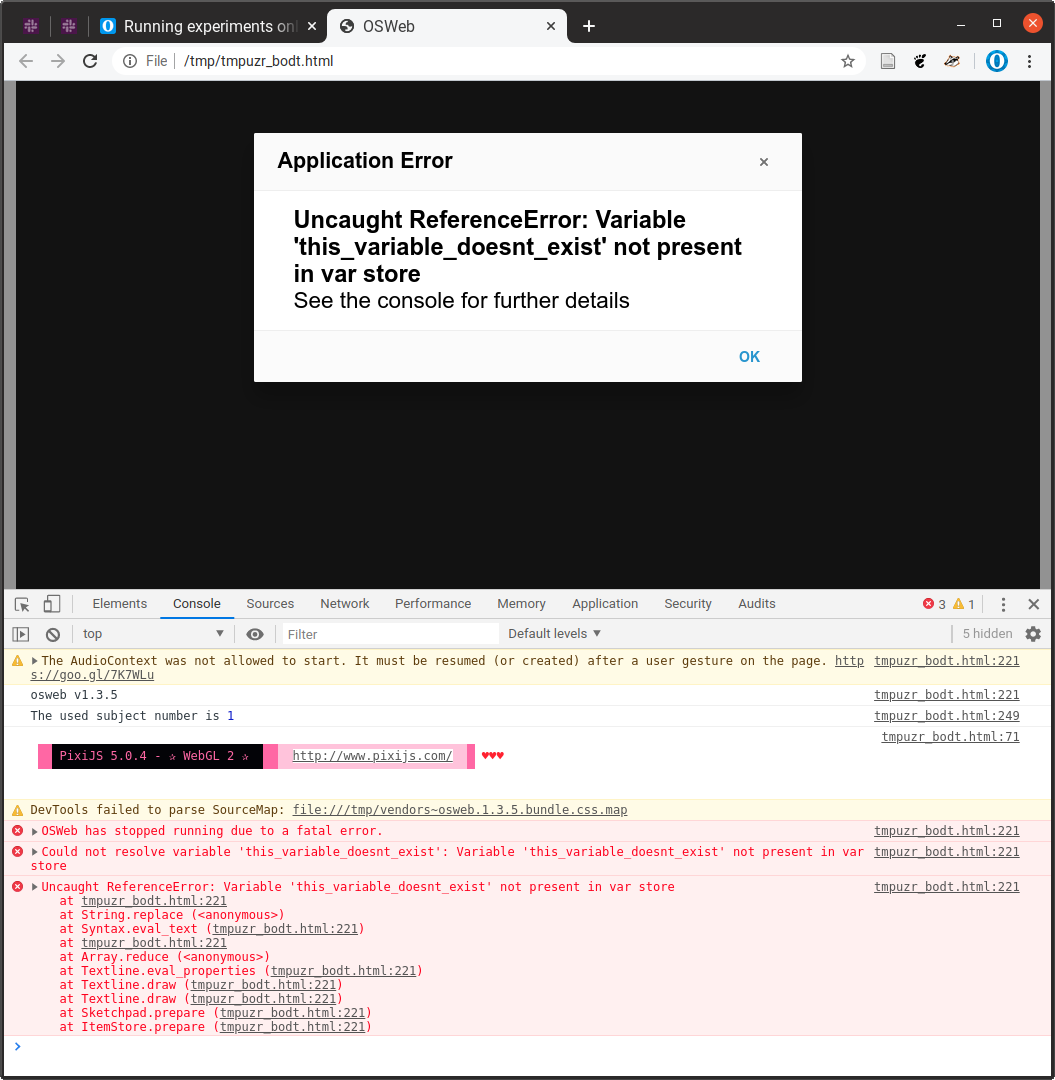 Running experiments onl
OSWeb
File /tmp/tmpuzr_bodt.html
Application Error
×
Uncaught ReferenceError: Variable
'this_variable_doesnt_exist' not present
in var store
See the console for further details
OK
Elements Console Sources Network Performance Memory Application Security Audits 3 1
top Filter Default levels 5 hidden
The AudioContext was not allowed to start. It must be resumed (or created) after a user gesture on the page. http tmpuzr_bodt.html:221
s://goo.gl/7K7WLu
osweb v1.3.5 tmpuzr_bodt.html:221
The used subject number is 1 tmpuzr_bodt.html:249
tmpuzr_bodt.html:71
PixiJS 5.0.4 - ✰ WebGL 2 ✰ http://www.pixijs.com/ ♥♥♥
DevTools failed to parse SourceMap: file:///tmp/vendors~osweb.1.3.5.bundle.css.map
OSWeb has stopped running due to a fatal error. tmpuzr_bodt.html:221
Could not resolve variable 'this_variable_doesnt_exist': Variable 'this_variable_doesnt_exist' not present in var tmpuzr_bodt.html:221
store
Uncaught ReferenceError: Variable 'this_variable_doesnt_exist' not present in var store tmpuzr_bodt.html:221
at tmpuzr_bodt.html:221
at String.replace (<anonymous>)
at Syntax.eval_text (tmpuzr_bodt.html:221)
at tmpuzr_bodt.html:221
at Array.reduce (<anonymous>)
at Textline.eval_properties (tmpuzr_bodt.html:221)
at Textline.draw (tmpuzr_bodt.html:221)
at Textline.draw (tmpuzr_bodt.html:221)
at Sketchpad.prepare (tmpuzr_bodt.html:221)
at ItemStore.prepare (tmpuzr_bodt.html:221)